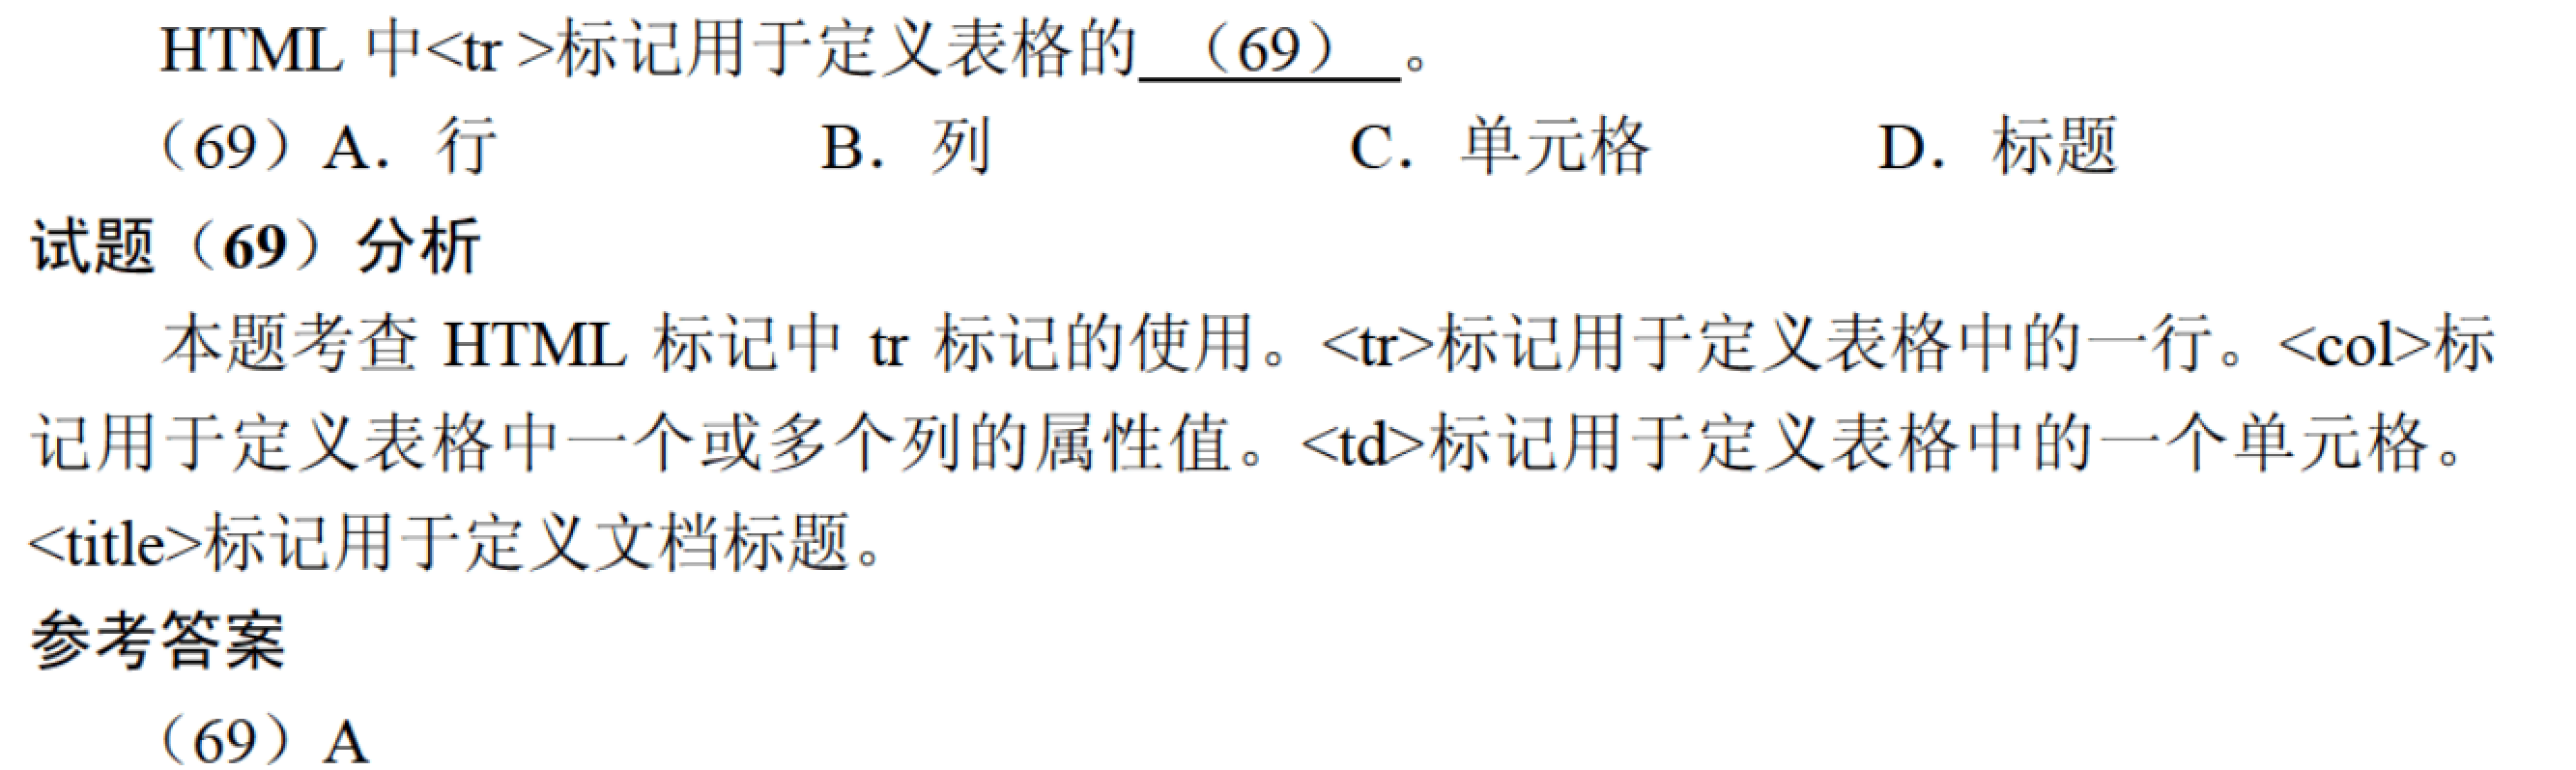 HTML 中<tr >标记用于定义表格的 （69） 。
（69）A．行 B．列 C．单元格 D．标题
试题（69）分析
本题考查 HTML 标记中 tr 标记的使用。<tr>标记用于定义表格中的一行。<col>标
记用于定义表格中一个或多个列的属性值。<td>标记用于定义表格中的一个单元格。
<title>标记用于定义文档标题。
参考答案
（69）A